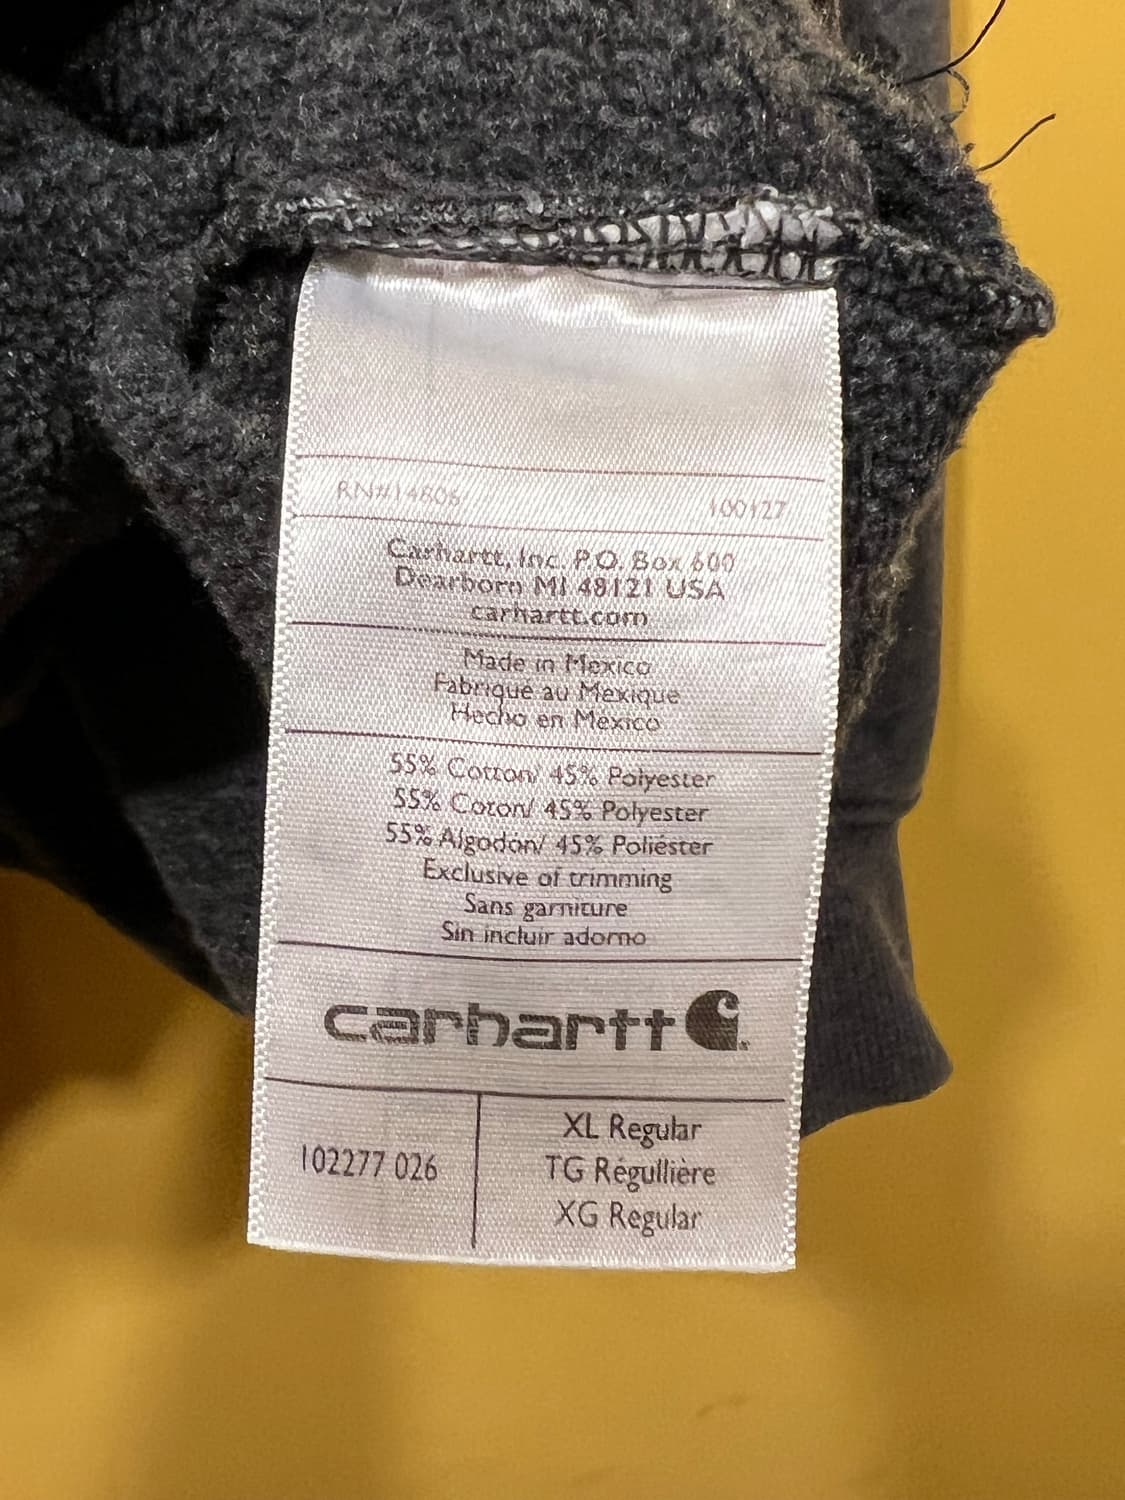 RN#14806 100127
Carhartt, Inc. P.O. Box 600
Dearborn MI 48121 USA
carhartt.com
Made in Mexico
Fabriqué au Mexique
Hecho en México
55% Cotton/ 45% Polyester
55% Coton/ 45% Polyester
55% Algodón/ 45% Poliéster
Exclusive of trimming
Sans garniture
Sin incluir adorno
carhartt
102277 026
XL Regular
TG Régullière
XG Regular